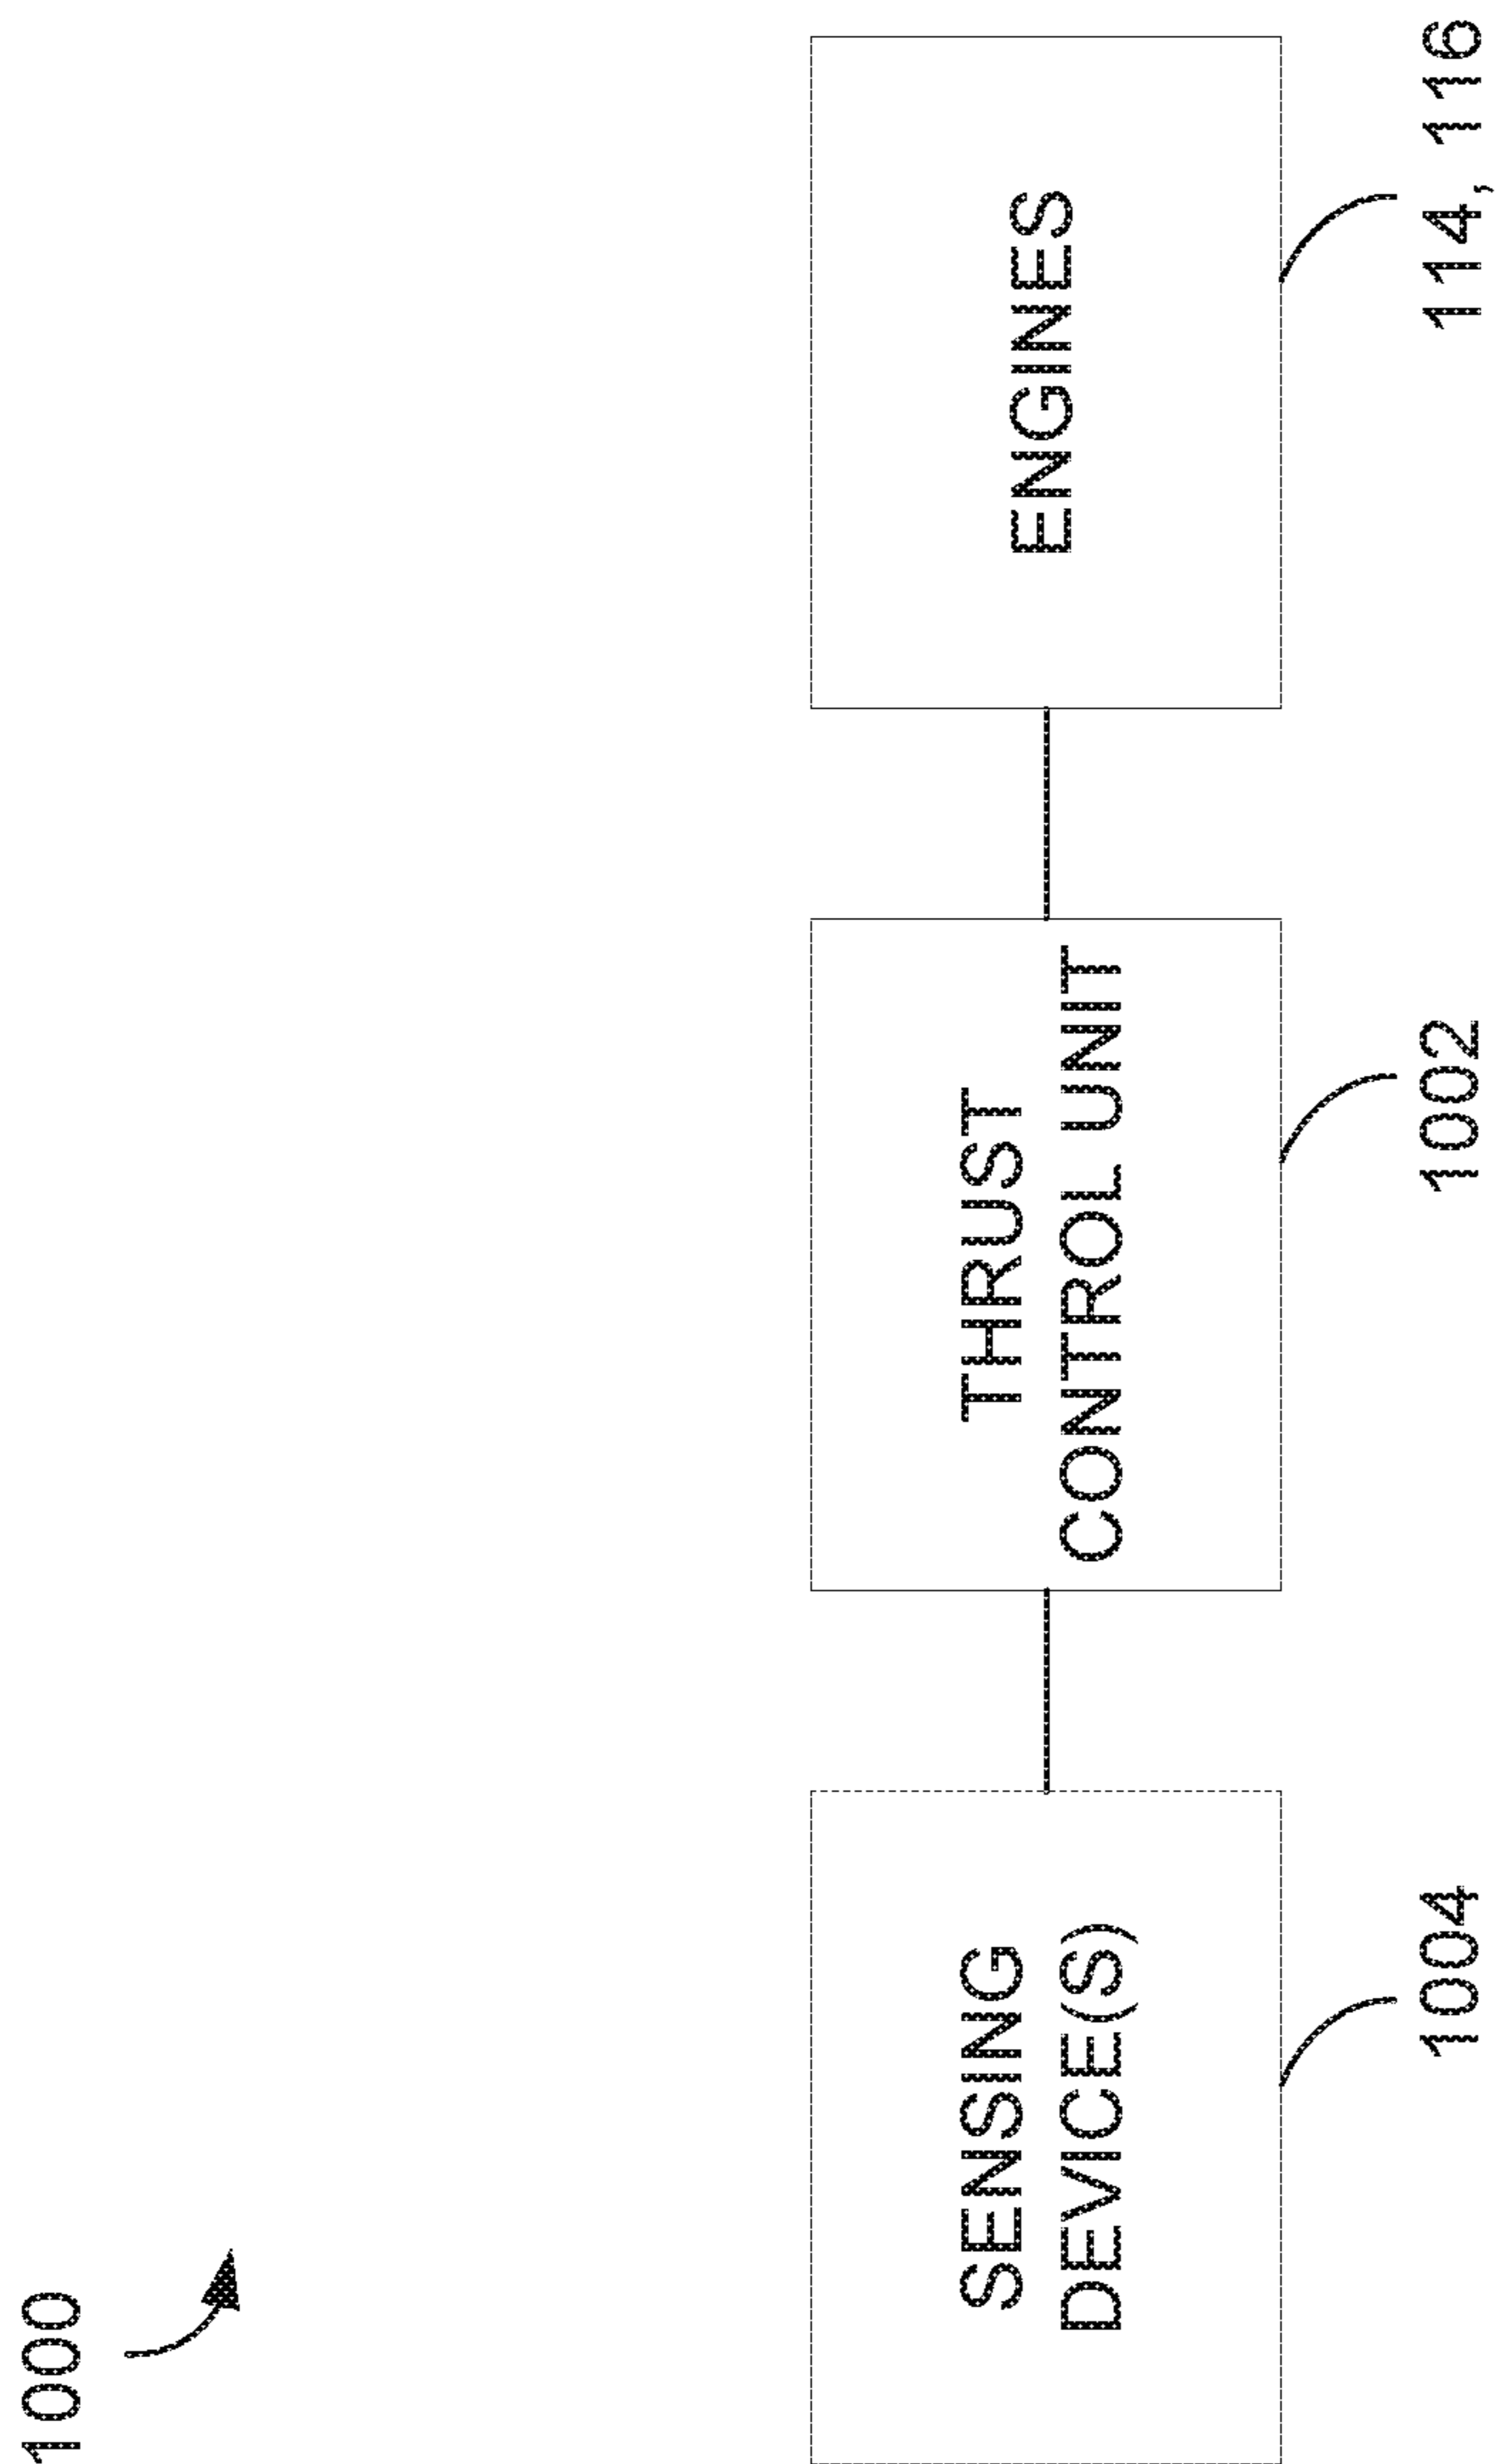 1000
SENSING
DEVICE(S)
1004
THRUST
CONTROL UNIT
1002
ENGINES
114, 116